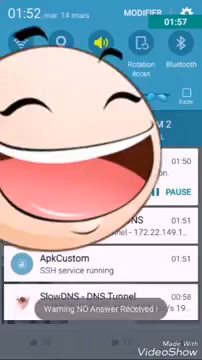 01:52 /mar. 14 mars
MODIFIER
01:57
Rotation
écran
Bluetooth
Extér.
M 2
01:50
PAUSE
DNS
01:51
nnel - 172.22.149.1...
ApkCustom
01:51
SSH service running
SlowDNS - DNS Tunnel
00:58
Warning NO Answer Received !
/s 19...
Made With
VideoShow